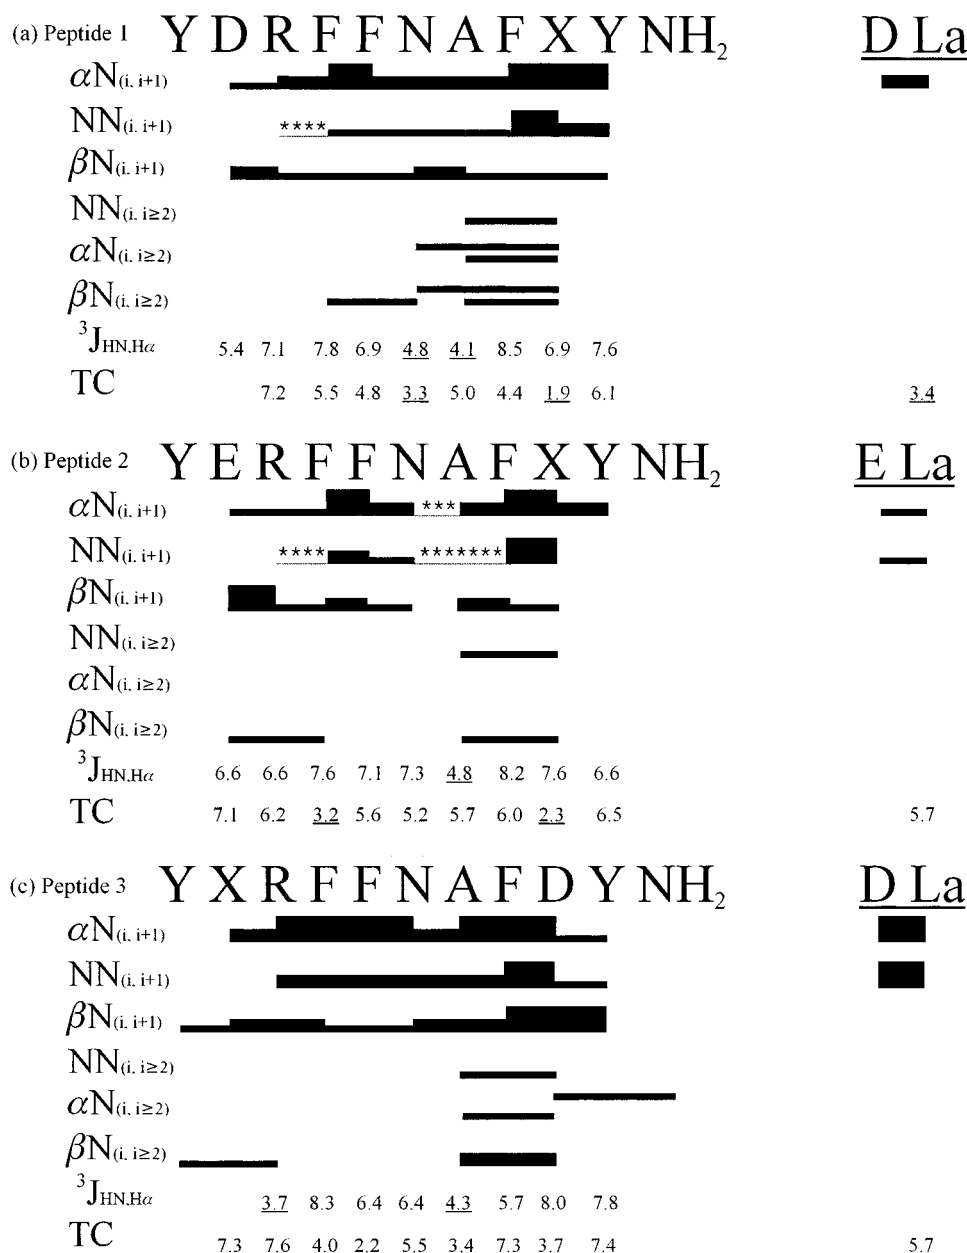 (a) Peptide 1 Y D R F F N A F X Y NH2 D La
αN(i, i+1)
NN(i, i+1) ****
βN(i, i+1)
NN(i, i≥2)
αN(i, i≥2)
βN(i, i≥2)
3JHN,Hα 5.4 7.1 7.8 6.9 4.8 4.1 8.5 6.9 7.6
TC 7.2 5.5 4.8 3.3 5.0 4.4 1.9 6.1 3.4
(b) Peptide 2 Y E R F F N A F X Y NH2 E La
αN(i, i+1) ***
NN(i, i+1) **** *******
βN(i, i+1)
NN(i, i≥2)
αN(i, i≥2)
βN(i, i≥2)
3JHN,Hα 6.6 6.6 7.6 7.1 7.3 4.8 8.2 7.6 6.6
TC 7.1 6.2 3.2 5.6 5.2 5.7 6.0 2.3 6.5 5.7
(c) Peptide 3 Y X R F F N A F D Y NH2 D La
αN(i, i+1)
NN(i, i+1)
βN(i, i+1)
NN(i, i≥2)
αN(i, i≥2)
βN(i, i≥2)
3JHN,Hα 3.7 8.3 6.4 6.4 4.3 5.7 8.0 7.8
TC 7.3 7.6 4.0 2.2 5.5 3.4 7.3 3.7 7.4 5.7